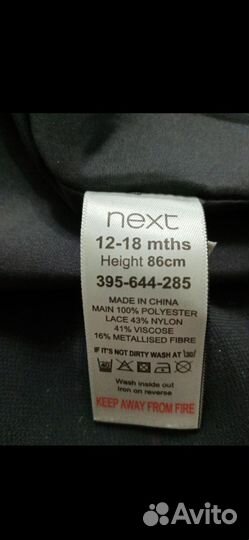 next
12-18 mths
Height 86cm
395-644-285
MADE IN CHINA
MAIN 100% POLYESTER
LACE 43% NYLON
41% VISCOSE
16% METALLISED FIBRE
IF IT'S NOT DIRTY WASH AT 30°
Wash inside out
Iron on reverse
KEEP AWAY FROM FIRE
Avito